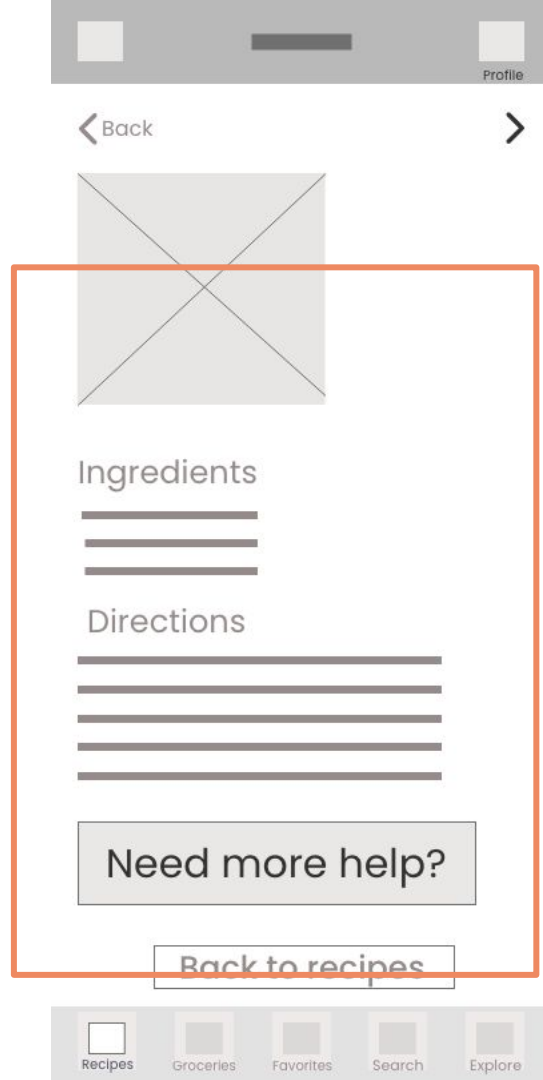 Profile
Back
Ingredients
Directions
Need more help?
Back to recipes
Recipes Groceries Favorites Search Explore